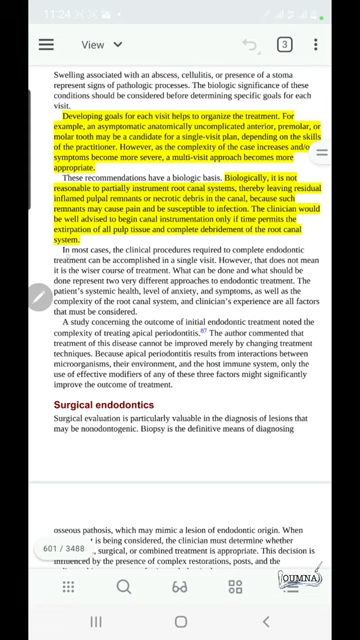 11:24
View
3
Swelling associated with an abscess, cellulitis, or presence of a stoma
represent signs of pathologic processes. The biologic significance of these
conditions should be considered before determining specific goals for each
visit.
Developing goals for each visit helps to organize the treatment. For
example, an asymptomatic anatomically uncomplicated anterior, premolar, or
molar tooth may be a candidate for a single-visit plan, depending on the skills
of the practitioner. However, as the complexity of the case increases and/o
symptoms become more severe, a multi-visit approach becomes more
appropriate.
These recommendations have a biologic basis. Biologically, it is not
reasonable to partially instrument root canal systems, thereby leaving residual
inflamed pulpal remnants or necrotic debris in the canal, because such
remnants may cause pain and be susceptible to infection. The clinician would
be well advised to begin canal instrumentation only if time permits the
extirpation of all pulp tissue and complete debridement of the root canal
system.
In most cases, the clinical procedures required to complete endodontic
treatment can be accomplished in a single visit. However, that does not mean
it is the wiser course of treatment. What can be done and what should be
done represent two very different approaches to endodontic treatment. The
patient's systemic health, level of anxiety, and symptoms, as well as the
complexity of the root canal system, and clinician's experience are all factors
that must be considered.
A study concerning the outcome of initial endodontic treatment noted the
complexity of treating apical periodontitis.87 The author commented that
treatment of this disease cannot be improved merely by changing treatment
techniques. Because apical periodontitis results from interactions between
microorganisms, their environment, and the host immune system, only
the use of effective modifiers of any of these three factors might significantly
improve the outcome of treatment.
Surgical endodontics
Surgical evaluation is particularly valuable in the diagnosis of lesions that
may be nonodontogenic. Biopsy is the definitive means of diagnosing
osseous pathosis, which may mimic a lesion of endodontic origin. When
is being considered, the clinician must determine whether
601 / 3488
surgical, or combined treatment is appropriate. This decision is
influenced by the presence of complex restorations, posts, and the
OUMNA